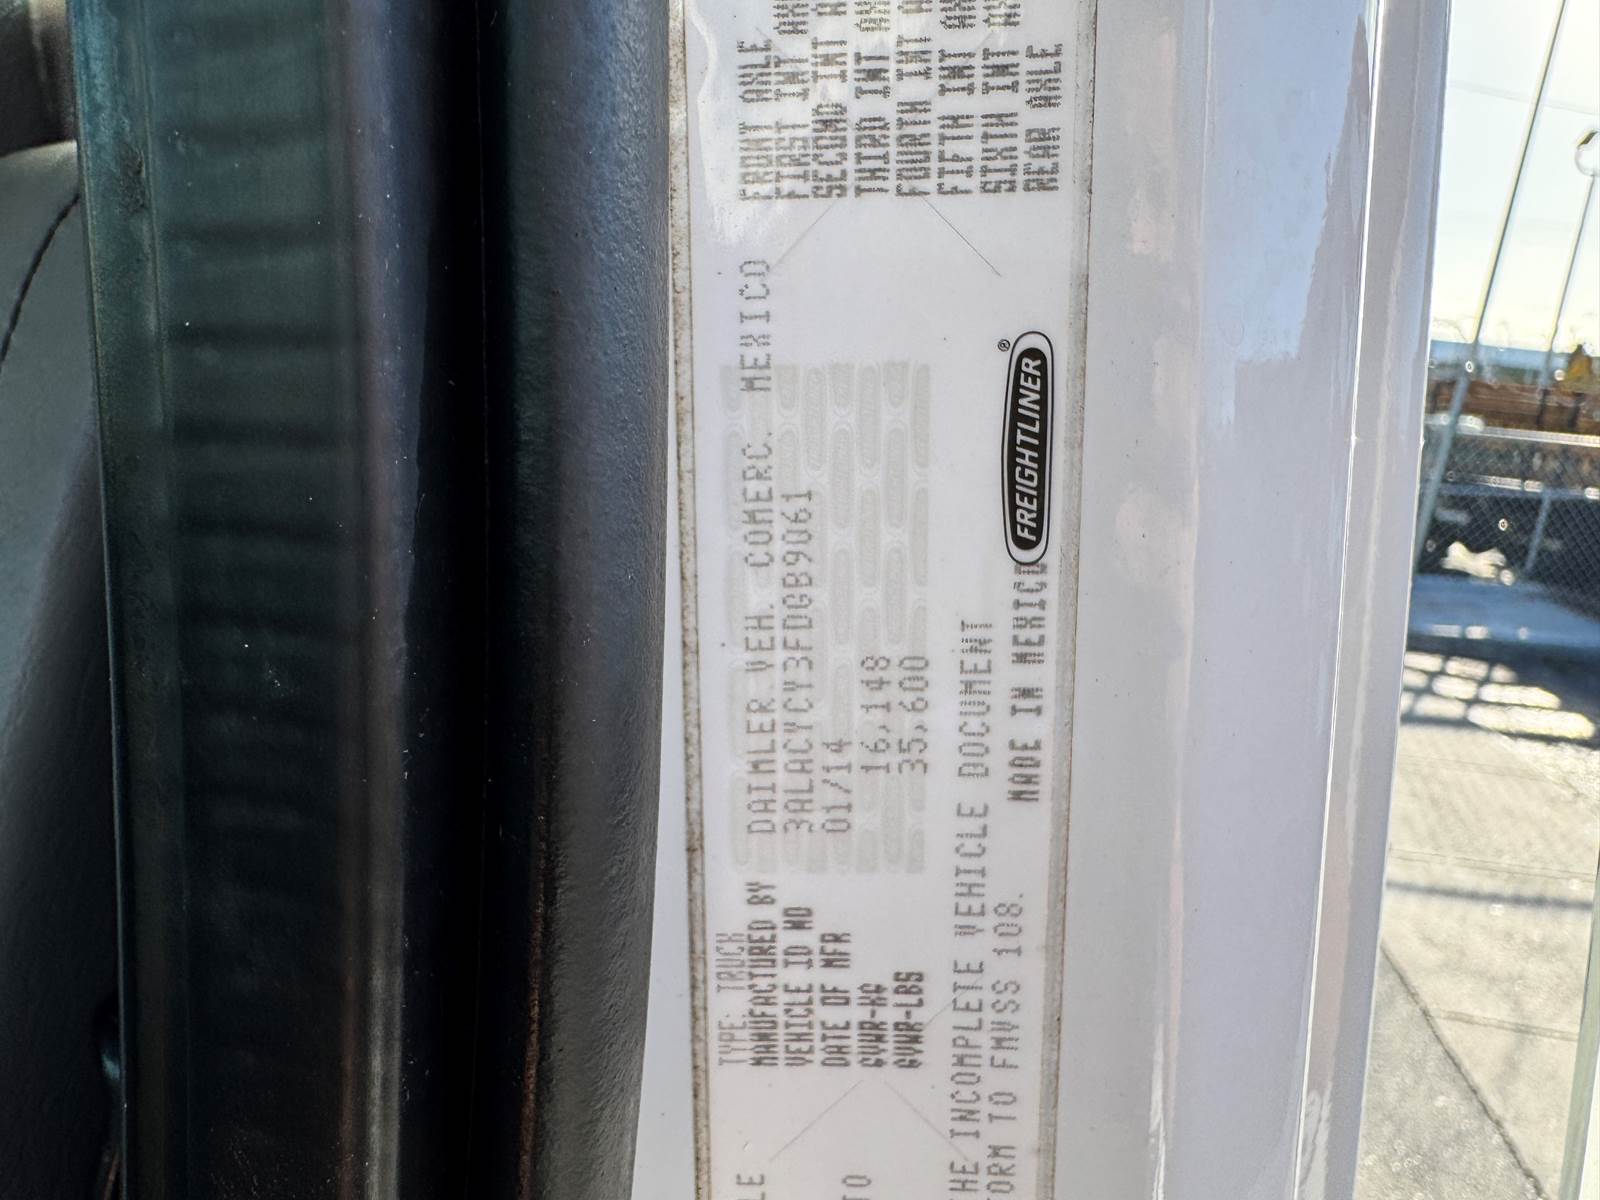 LE
TO
THE INCOMPLETE VEHICLE DOCUMENT
FORM TO FMVSS 108.
TYPE: TRUCK
MANUFACTURED BY DAIMLER VEH. COMERC. MEXICO
VEHICLE ID NO 3ALACYCY3FDGB9061
DATE OF MFR 01/14
GVWR-KG 16,148
GVWR-LBS 35,600
MADE IN MEXICO
FREIGHTLINER®
FRONT AXLE
FIRST INT
SECOND INT A
THIRD INT
FOURTH INT A
FIFTH INT
SIXTH INT
REAR AXLE